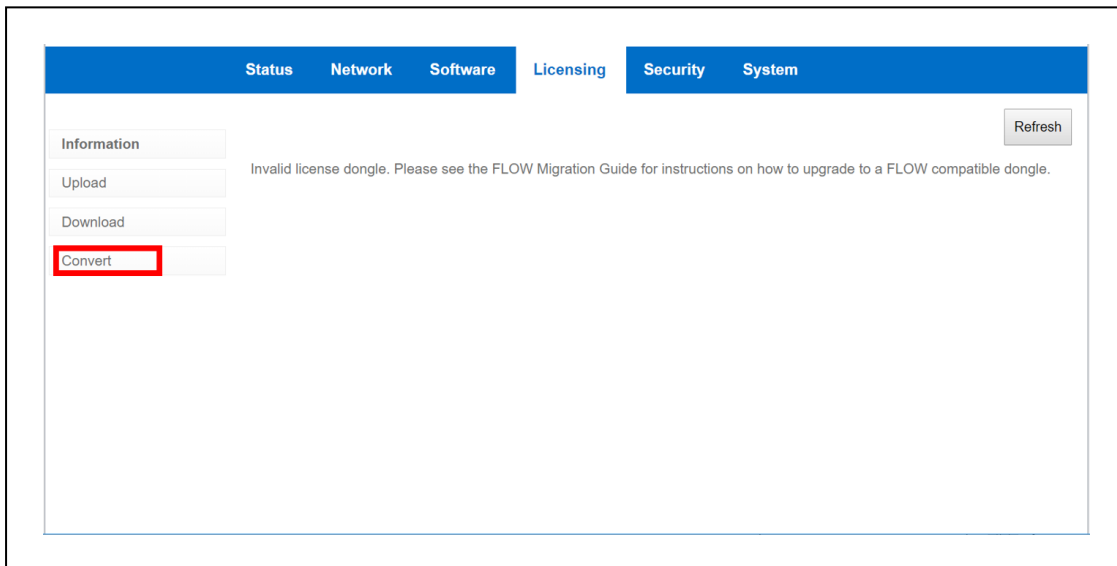 Status Network Software Licensing Security System
Refresh
Information
Invalid license dongle. Please see the FLOW Migration Guide for instructions on how to upgrade to a FLOW compatible dongle.
Upload
Download
Convert